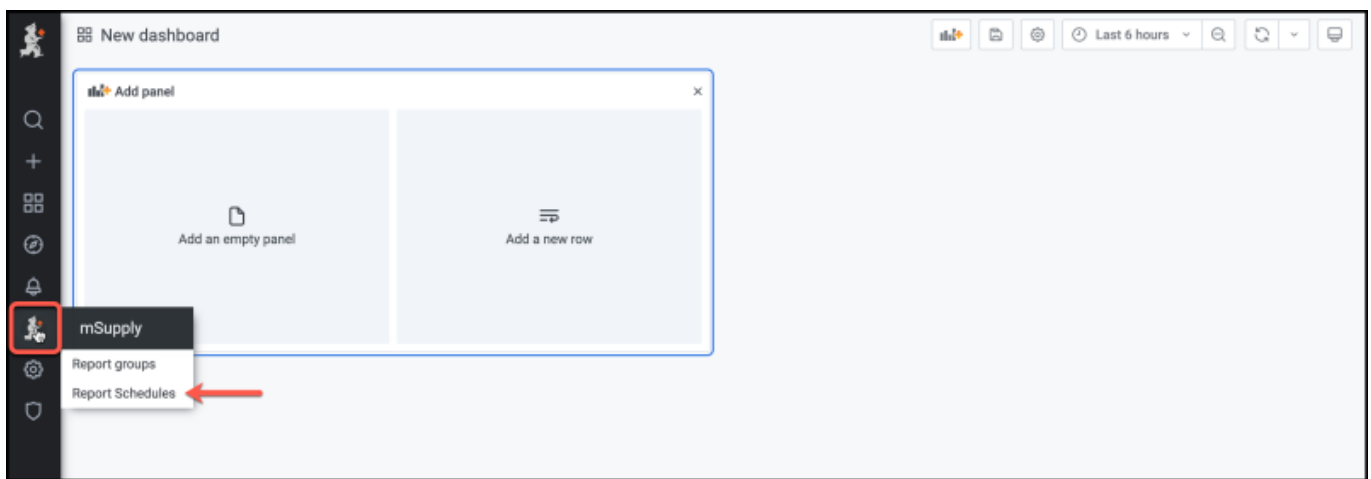 New dashboard
Last 6 hours
Add panel
Add an empty panel
Add a new row
mSupply
Report groups
Report Schedules